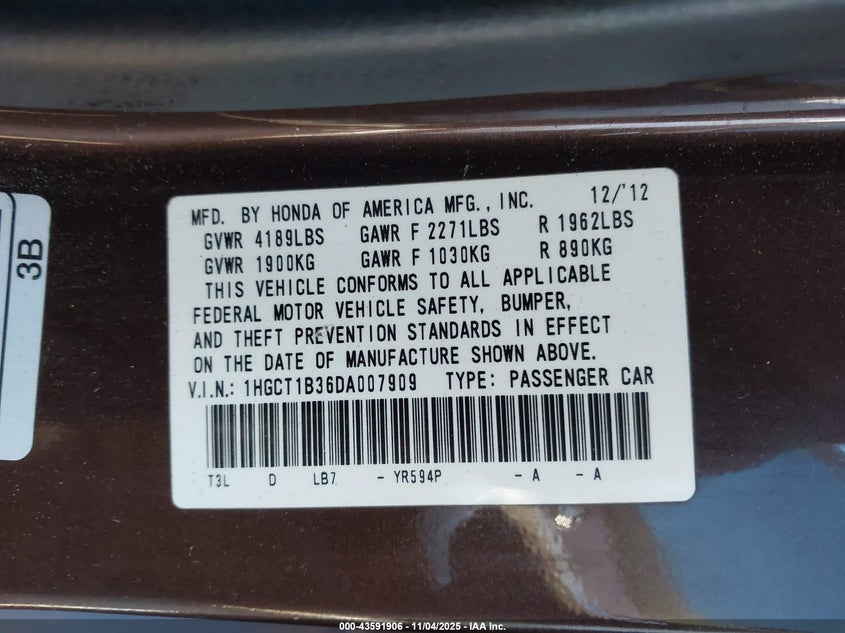 MFD. BY HONDA OF AMERICA MFG., INC. 12/'12
GVWR 4189LBS GAWR F 2271LBS R 1962LBS
GVWR 1900KG GAWR F 1030KG R 890KG
THIS VEHICLE CONFORMS TO ALL APPLICABLE
FEDERAL MOTOR VEHICLE SAFETY, BUMPER,
AND THEFT PREVENTION STANDARDS IN EFFECT
ON THE DATE OF MANUFACTURE SHOWN ABOVE.
V.I.N.: 1HGCT1B36DA007909 TYPE: PASSENGER CAR
T3L D LB7 - YR594P - A - A
3B
000-43591906 - 11/04/2025 - IAA Inc.